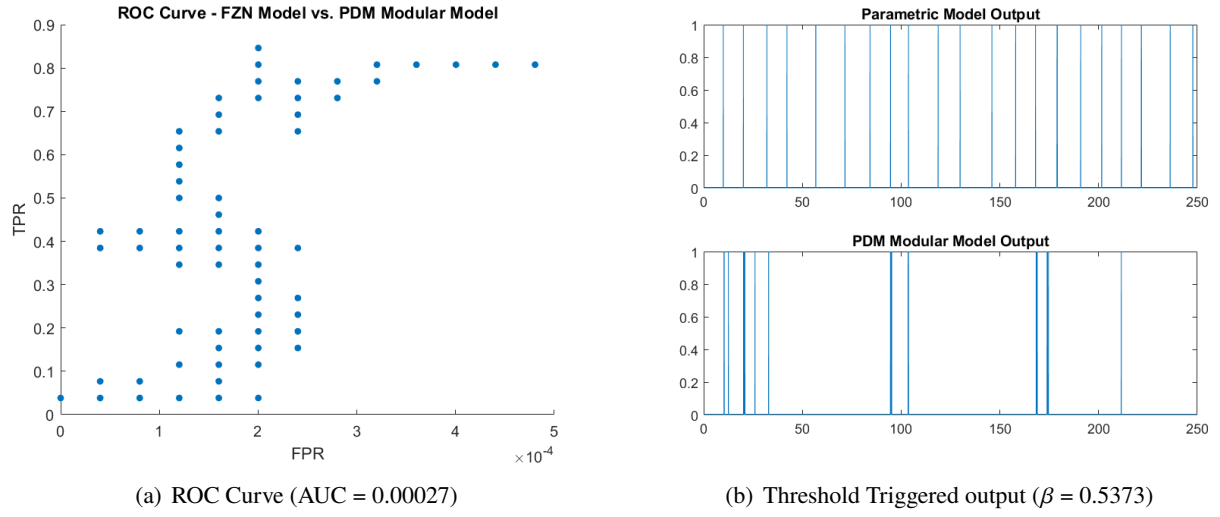 ROC Curve - FZN Model vs. PDM Modular Model
0.9
0.8
0.7
0.6
0.5
0.4
0.3
0.2
0.1
0
TPR
0 1 2 3 4 5
FPR
×10⁻⁴
(a) ROC Curve (AUC = 0.00027)
Parametric Model Output
1
0.8
0.6
0.4
0.2
0
0 50 100 150 200 250
PDM Modular Model Output
1
0.8
0.6
0.4
0.2
0
0 50 100 150 200 250
(b) Threshold Triggered output (β = 0.5373)